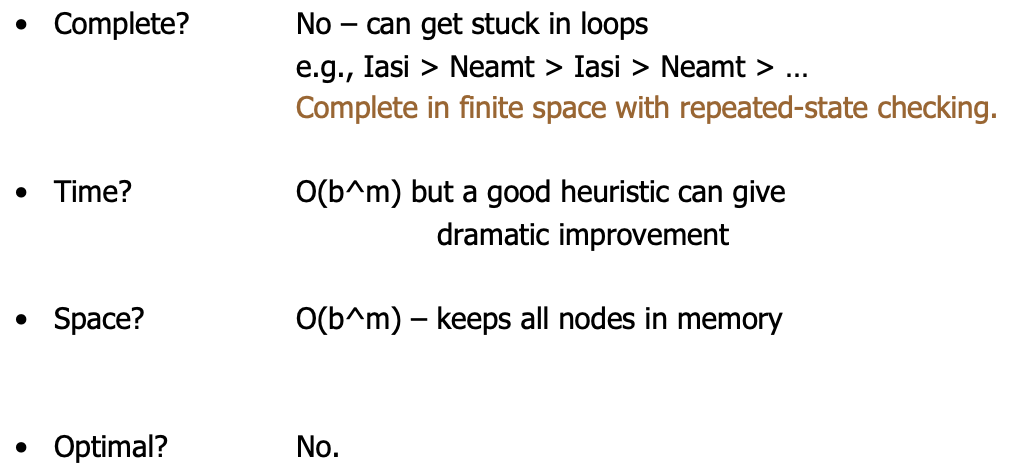 • Complete? No – can get stuck in loops
e.g., Iasi > Neamt > Iasi > Neamt > …
Complete in finite space with repeated-state checking.
• Time? O(b^m) but a good heuristic can give
dramatic improvement
• Space? O(b^m) – keeps all nodes in memory
• Optimal? No.